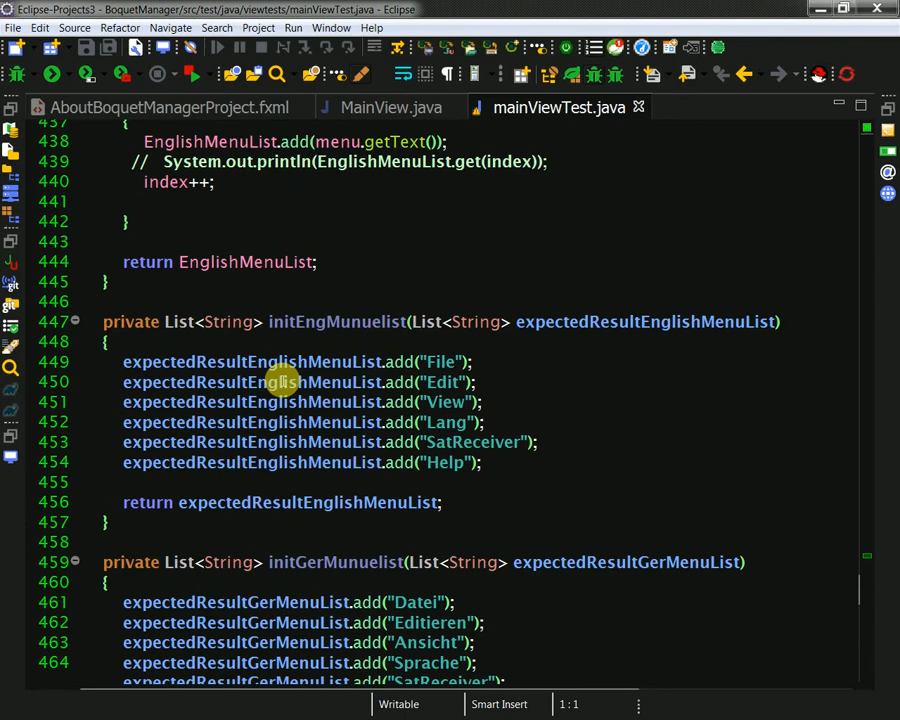 Eclipse-Projects3 - BoquetManager/src/test/java/viewtests/mainViewTest.java - Eclipse
File Edit Source Refactor Navigate Search Project Run Window Help
AboutBoquetManagerProject.fxml MainView.java mainViewTest.java
437 {
438 EnglishMenuList.add(menu.getText());
439 // System.out.println(EnglishMenuList.get(index));
440 index++;
441
442 }
443
444 return EnglishMenuList;
445 }
446
447 private List<String> initEngMunuelist(List<String> expectedResultEnglishMenuList)
448 {
449 expectedResultEnglishMenuList.add("File");
450 expectedResultEnglishMenuList.add("Edit");
451 expectedResultEnglishMenuList.add("View");
452 expectedResultEnglishMenuList.add("Lang");
453 expectedResultEnglishMenuList.add("SatReceiver");
454 expectedResultEnglishMenuList.add("Help");
455
456 return expectedResultEnglishMenuList;
457 }
458
459 private List<String> initGerMunuelist(List<String> expectedResultGerMenuList)
460 {
461 expectedResultGerMenuList.add("Datei");
462 expectedResultGerMenuList.add("Editieren");
463 expectedResultGerMenuList.add("Ansicht");
464 expectedResultGerMenuList.add("Sprache");
expectedResultGerMenuList.add("SatReceiver");
Writable Smart Insert 1 : 1